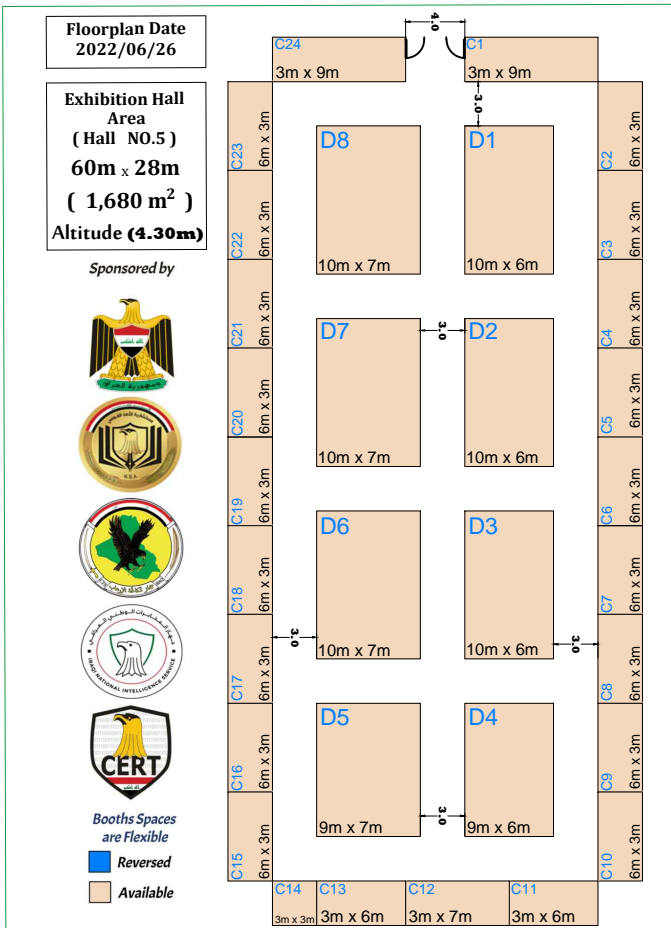 Floorplan Date
2022/06/26
Exhibition Hall
Area
( Hall NO.5 )
60m x 28m
( 1,680 m² )
Altitude (4.30m)
Sponsored by
جمهورية العراق
N.S.A.
IRAQI NATIONAL INTELLIGENCE SERVICE
CERT
Booths Spaces
are Flexible
Reversed
Available
C24
3m x 9m
4.0
C1
3m x 9m
3.0
C23
6m x 3m
C22
6m x 3m
C21
6m x 3m
C20
6m x 3m
C19
6m x 3m
C18
6m x 3m
C17
6m x 3m
C16
6m x 3m
C15
6m x 3m
D8
10m x 7m
D1
10m x 6m
D7
10m x 7m
3.0
D2
10m x 6m
D6
10m x 7m
3.0
D3
10m x 6m
3.0
D5
9m x 7m
3.0
D4
9m x 6m
C2
6m x 3m
C3
6m x 3m
C4
6m x 3m
C5
6m x 3m
C6
6m x 3m
C7
6m x 3m
C8
6m x 3m
C9
6m x 3m
C10
6m x 3m
C14
3m x 3m
C13
3m x 6m
C12
3m x 7m
C11
3m x 6m